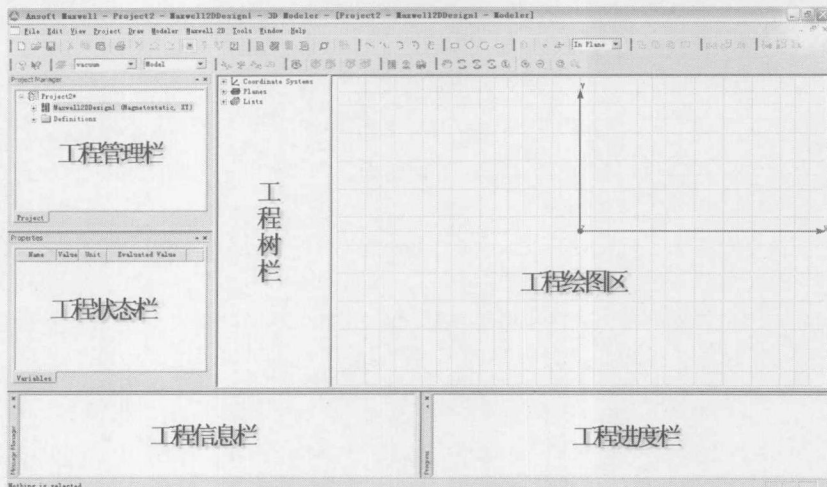 Ansoft Maxwell - Project2 - Maxwell2DDesign1 - 3D Modeler - [Project2 - Maxwell2DDesign1 - Modeler]
File Edit View Project Draw Modeler Maxwell 2D Tools Window Help
In Plane
vacuum Model
Project Manager
Project2*
Maxwell2DDesign1 (Magnetostatic, XY)
Definitions
工程管理栏
Project
Properties
Name Value Unit Evaluated Value
工程状态栏
Variables
Coordinate Systems
Planes
Lists
工程树栏
Y
工程绘图区
Message Manager
工程信息栏
Progress
工程进度栏
Nothing is selected